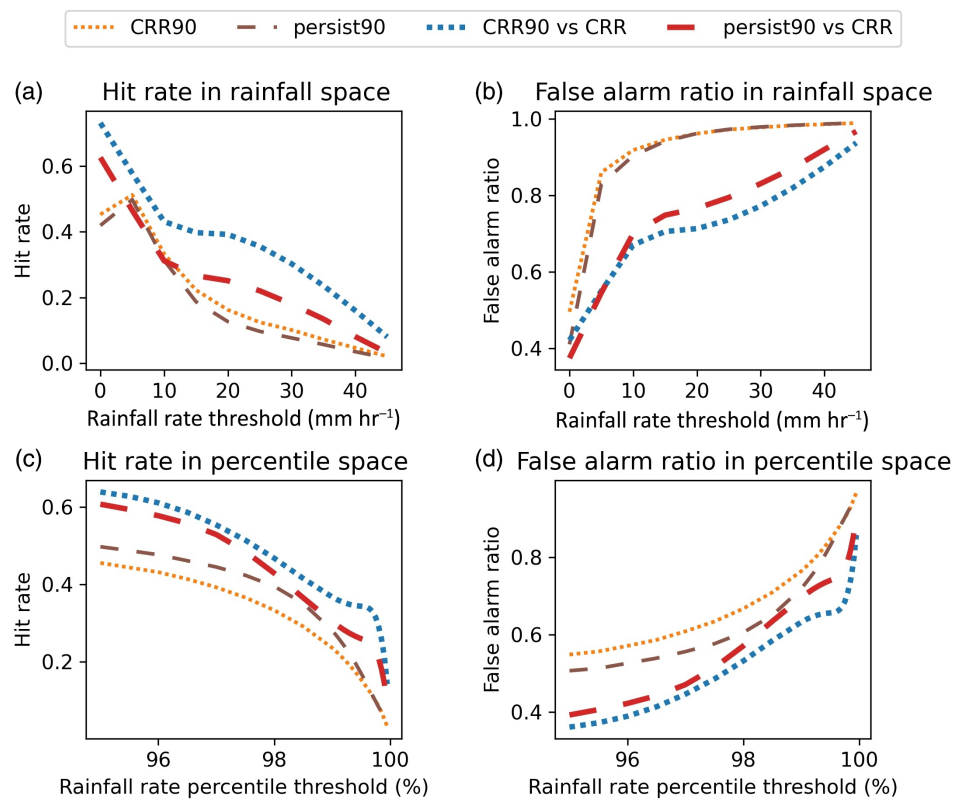 CRR90 persist90 CRR90 vs CRR persist90 vs CRR
(a) Hit rate in rainfall space
Hit rate
0.6
0.4
0.2
0.0
0 10 20 30 40
Rainfall rate threshold (mm hr⁻¹)
(b) False alarm ratio in rainfall space
False alarm ratio
1.0
0.8
0.6
0.4
0 10 20 30 40
Rainfall rate threshold (mm hr⁻¹)
(c) Hit rate in percentile space
Hit rate
0.6
0.4
0.2
96 98 100
Rainfall rate percentile threshold (%)
(d) False alarm ratio in percentile space
False alarm ratio
0.8
0.6
0.4
96 98 100
Rainfall rate percentile threshold (%)